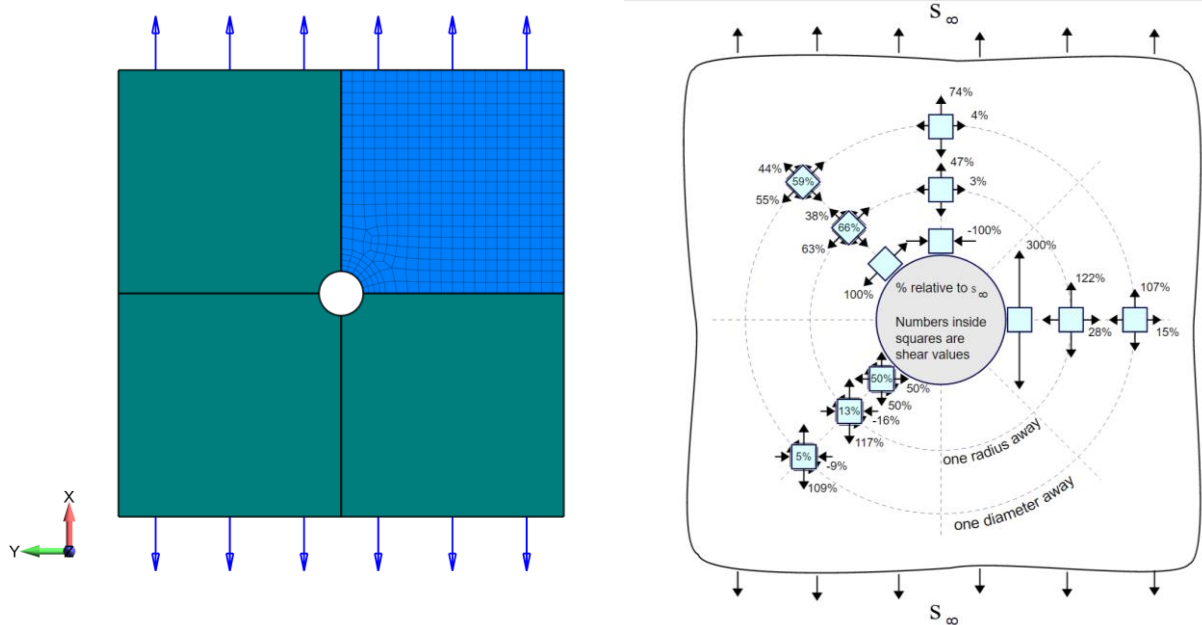 X
Y
S ∞
74%
4%
47%
3%
44%
59%
55%
38%
66%
63%
-100%
300%
100%
122%
28%
107%
15%
% relative to s ∞
Numbers inside
squares are
shear values
50%
50%
50%
13%
-16%
117%
5%
-9%
109%
one radius away
one diameter away
S ∞